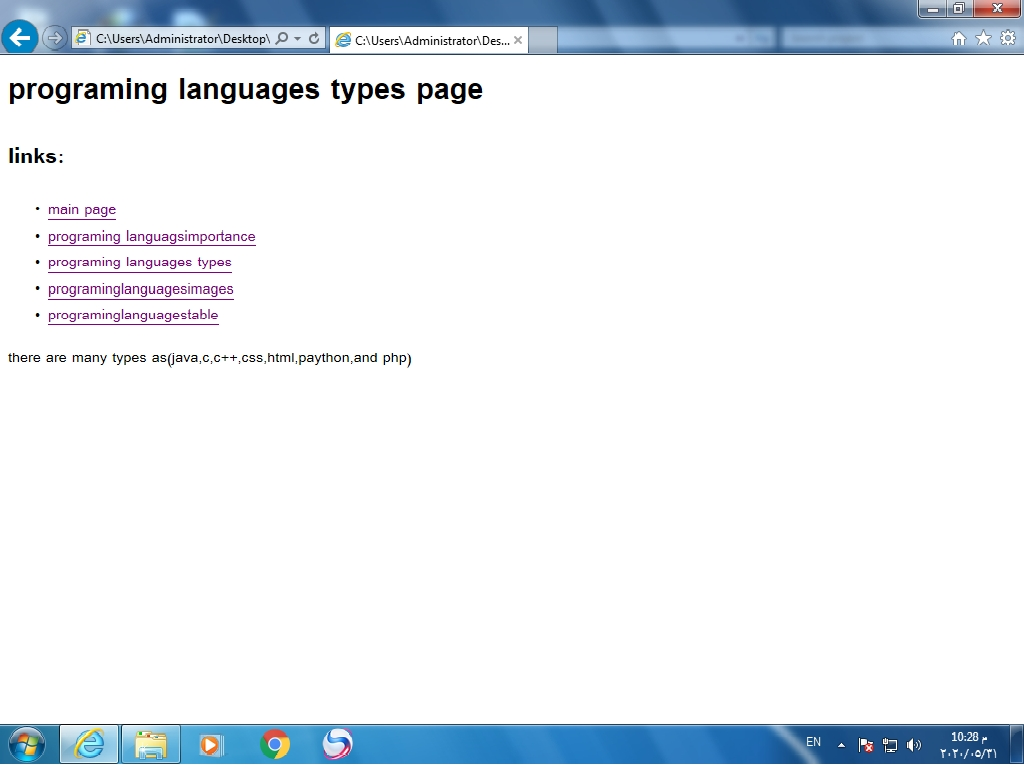 C:\Users\Administrator\Desktop\
C:\Users\Administrator\Des...
programing languages types page
links:
• main page
• programing languagsimportance
• programing languages types
• programinglanguagesimages
• programinglanguagestable
there are many types as(java,c,c++,css,html,paython,and php)
EN
10:28 م
٢٠٢٠/٠٥/٣١